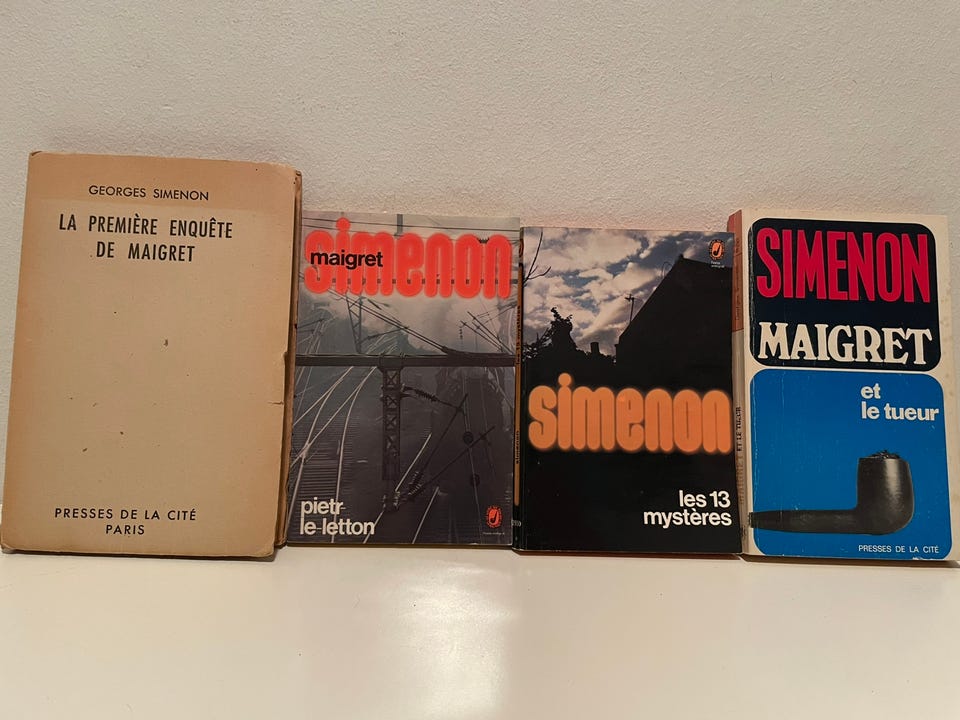 GEORGES SIMENON
LA PREMIÈRE ENQUÊTE
DE MAIGRET
PRESSES DE LA CITÉ
PARIS
simenon
maigret
pietr-
le-letton
simenon
les 13
mystères
SIMENON
MAIGRET
et
le tueur
PRESSES DE LA CITÉ